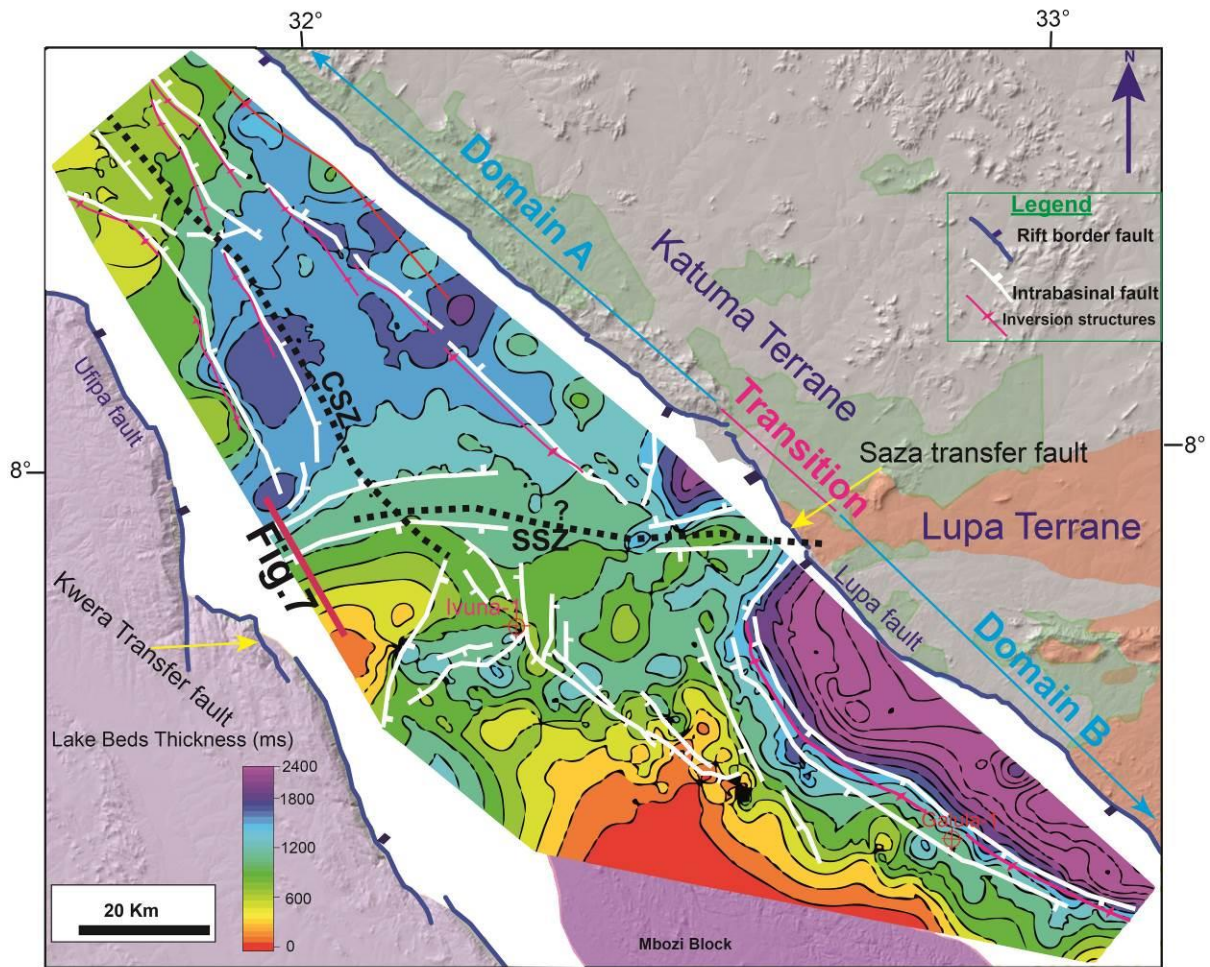 32°
33°
N
Domain A
Legend
Rift border fault
Intrabasinal fault
Inversion structures
Katuma Terrane
Ufipa fault
CSZ
Transition
8°
8°
Saza transfer fault
?
SSZ
Lupa Terrane
Fig.7
Lupa fault
Ivuna-1
Kwera Transfer fault
Domain B
Lake Beds Thickness (ms)
2400
1800
1200
600
0
Galula-1
20 Km
Mbozi Block